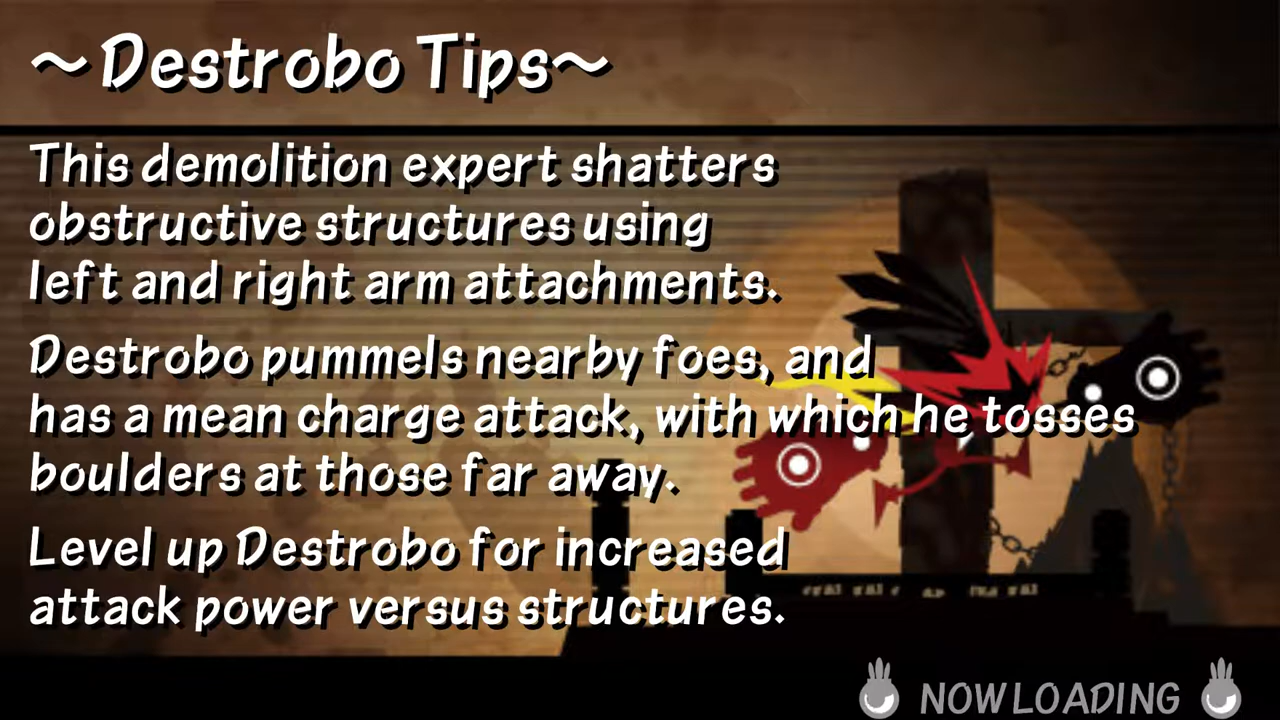 ~Destrobo Tips~
This demolition expert shatters
obstructive structures using
left and right arm attachments.
Destrobo pummels nearby foes, and
has a mean charge attack, with which he tosses
boulders at those far away.
Level up Destrobo for increased
attack power versus structures.
NOW LOADING